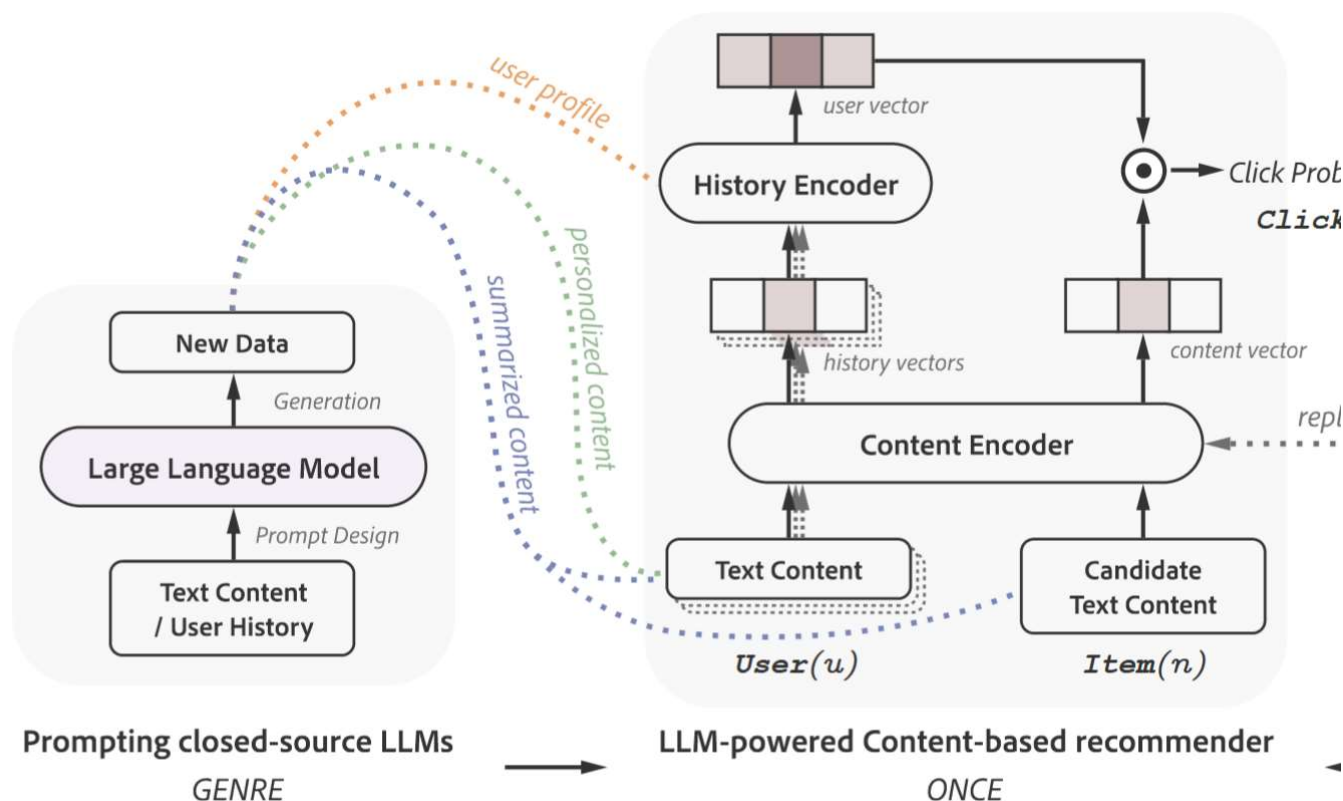 user profile
personalized content
summarized content
New Data
Generation
Large Language Model
Prompt Design
Text Content
/ User History
Prompting closed-source LLMs
GENRE
user vector
History Encoder
Click Prob
Click
history vectors
content vector
Content Encoder
repl
Text Content
Candidate
Text Content
User(u)
Item(n)
LLM-powered Content-based recommender
ONCE